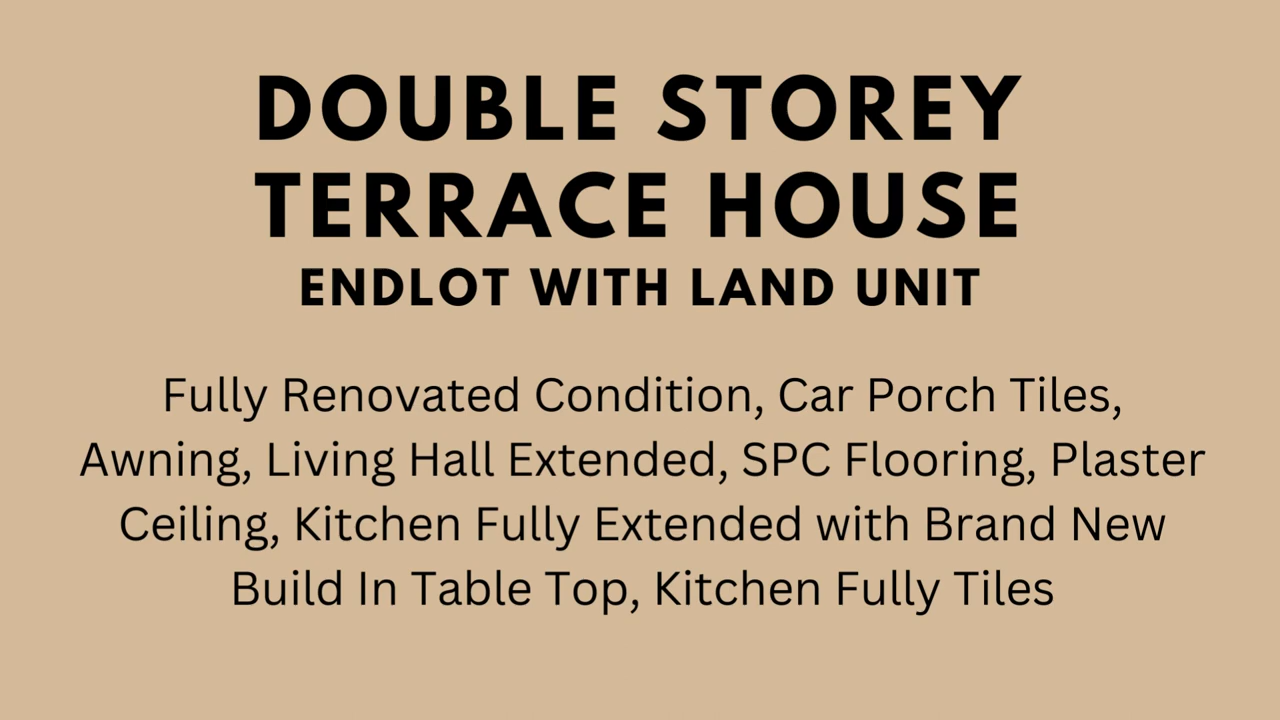 DOUBLE STOREY
TERRACE HOUSE
ENDLOT WITH LAND UNIT
Fully Renovated Condition, Car Porch Tiles,
Awning, Living Hall Extended, SPC Flooring, Plaster
Ceiling, Kitchen Fully Extended with Brand New
Build In Table Top, Kitchen Fully Tiles